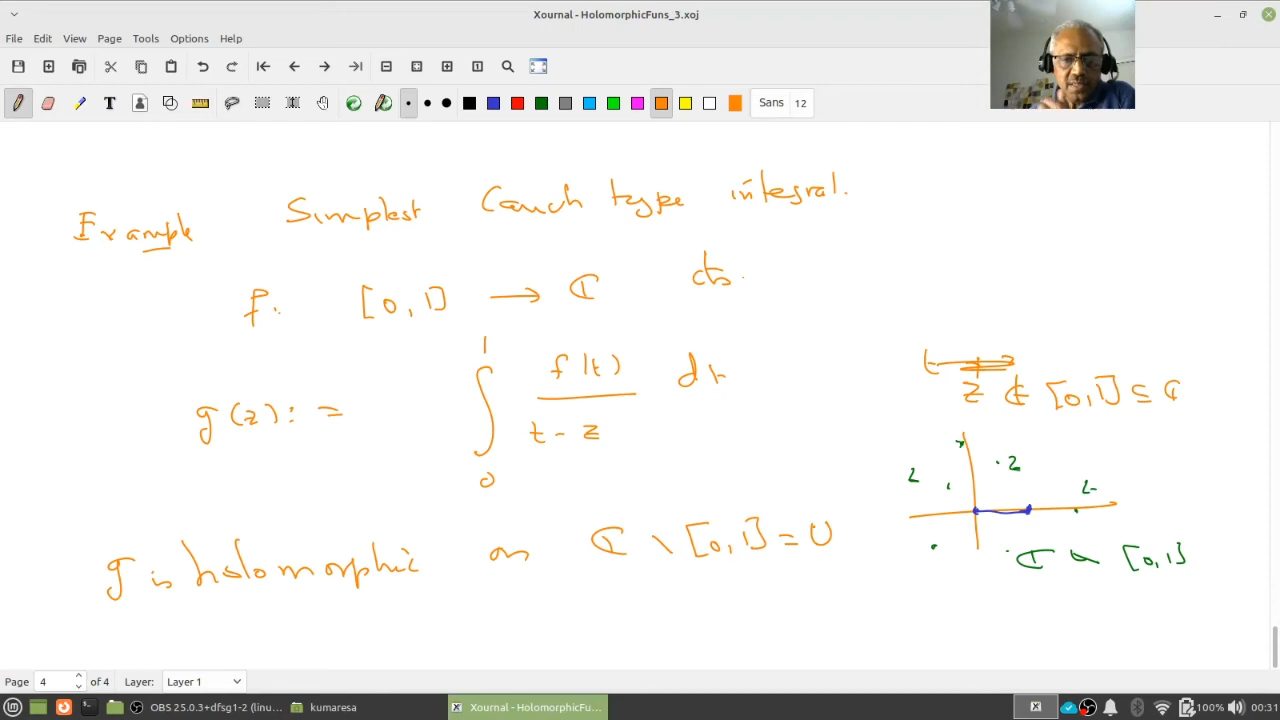 Xournal - HolomorphicFuns_3.xoj
File Edit View Page Tools Options Help
Sans 12
Example Simplest Cauch type integral.
f: [0,1] → ℂ cts.
g(z) := ∫₀¹ f(t)/(t - z) dt
z ∉ [0,1] ⊆ ℂ
z z z
g is holomorphic on ℂ \ [0,1] = U
ℂ \ [0,1]
Page 4 of 4 Layer: Layer 1
OBS 25.0.3+dfsg1-2 (linu... kumaresa Xournal - HolomorphicFu... 100% 00:31